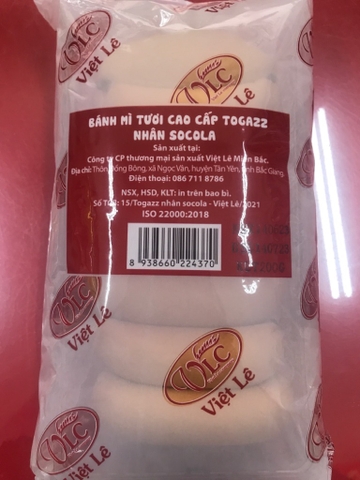 VLC
Việt Lê
VLC
BÁNH MÌ TƯƠI CAO CẤP TOGAZZ
NHÂN SOCOLA
Sản xuất tại:
Công ty CP thương mại sản xuất Việt Lê Miền Bắc.
Địa chỉ: Thôn Đồng Bông, xã Ngọc Vân, huyện Tân Yên, tỉnh Bắc Giang.
Điện thoại: 086 711 8786
NSX, HSD, KLT: in trên bao bì.
Số TCB: 15/Togazz nhân socola - Việt Lê/2021
ISO 22000:2018
8 938660 224370
VLC
Việt Lê
VLC
Việt Lê
Việt Lê